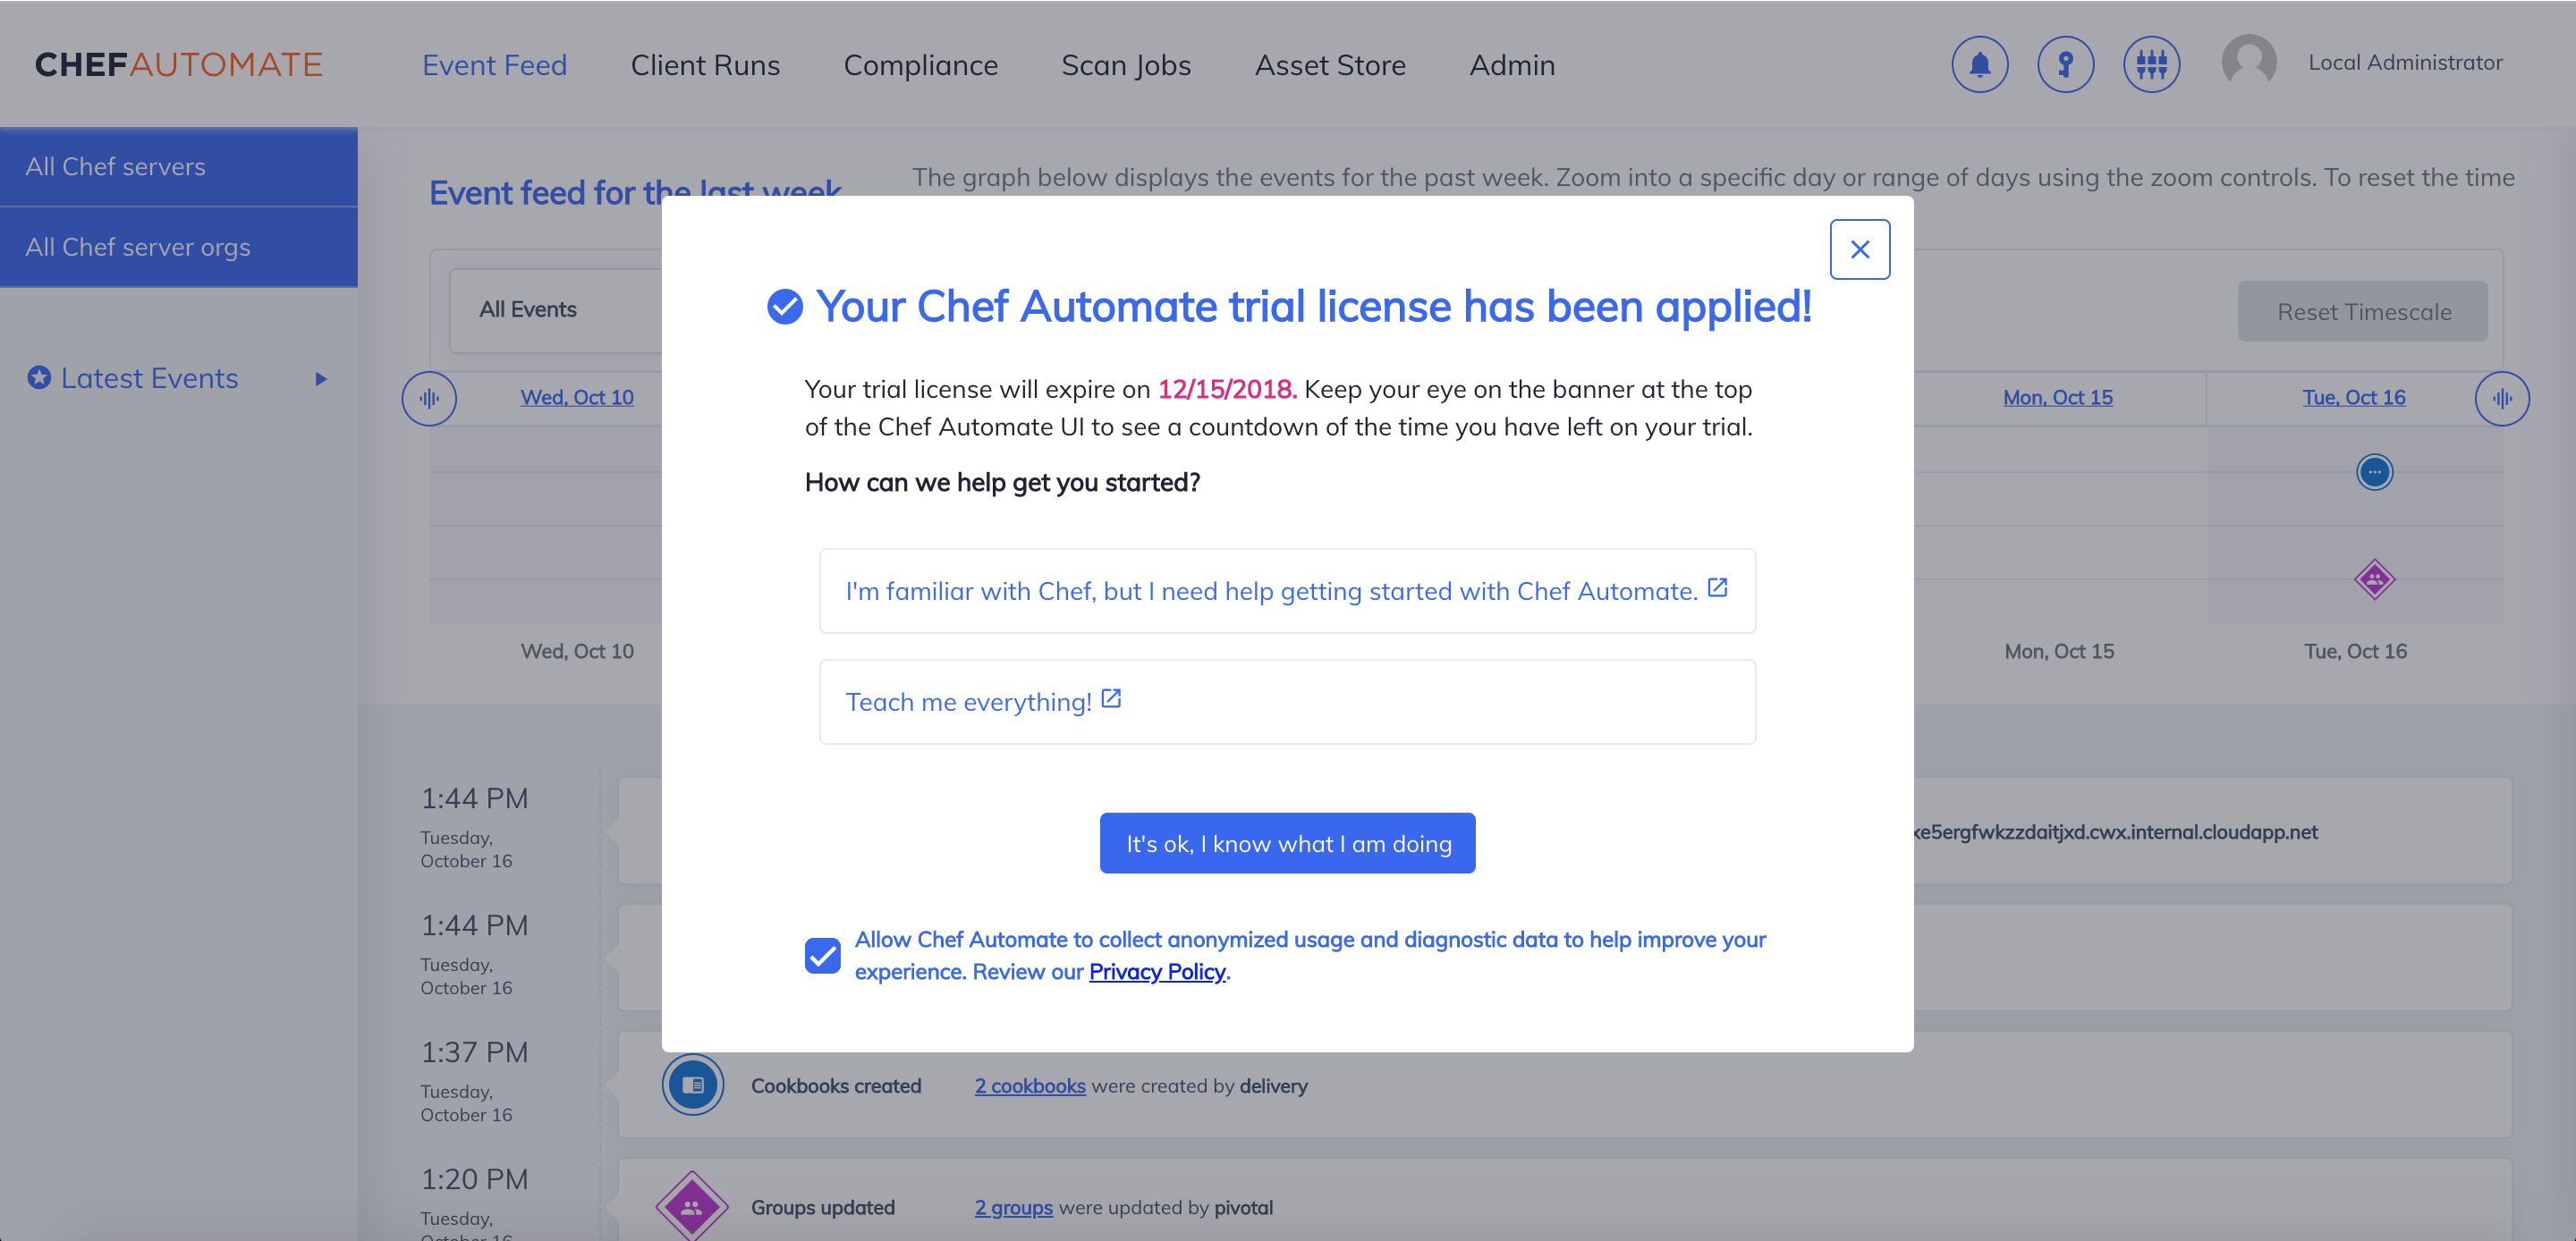 CHEFAUTOMATE
Event Feed
Client Runs
Compliance
Scan Jobs
Asset Store
Admin
Local Administrator
All Chef servers
All Chef server orgs
Latest Events
Event feed for the last week
The graph below displays the events for the past week. Zoom into a specific day or range of days using the zoom controls. To reset the time
All Events
Reset Timescale
Wed, Oct 10
Mon, Oct 15
Tue, Oct 16
Wed, Oct 10
Mon, Oct 15
Tue, Oct 16
Your Chef Automate trial license has been applied!
Your trial license will expire on 12/15/2018. Keep your eye on the banner at the top
of the Chef Automate UI to see a countdown of the time you have left on your trial.
How can we help get you started?
I'm familiar with Chef, but I need help getting started with Chef Automate.
Teach me everything!
It's ok, I know what I am doing
Allow Chef Automate to collect anonymized usage and diagnostic data to help improve your
experience. Review our Privacy Policy.
1:44 PM
Tuesday,
October 16
xe5ergfwkzzdaitjxd.cwx.internal.cloudapp.net
1:44 PM
Tuesday,
October 16
1:37 PM
Tuesday,
October 16
Cookbooks created
2 cookbooks were created by delivery
1:20 PM
Tuesday,
October 16
Groups updated
2 groups were updated by pivotal